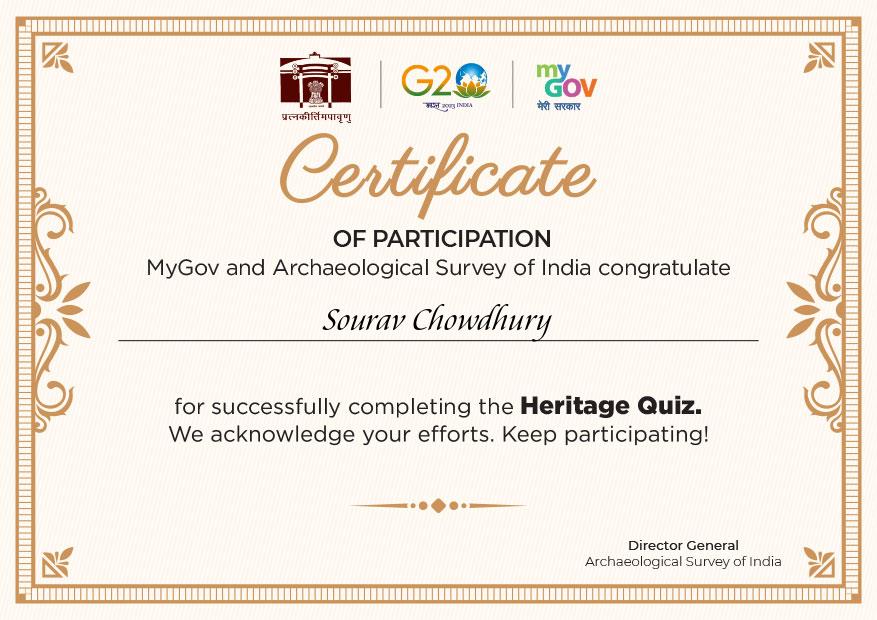 प्रत्नकीर्तिमपावृणु
G20
भारत 2023 INDIA
my
GOV
मेरी सरकार
Certificate
OF PARTICIPATION
MyGov and Archaeological Survey of India congratulate
Sourav Chowdhury
for successfully completing the Heritage Quiz.
We acknowledge your efforts. Keep participating!
Director General
Archaeological Survey of India